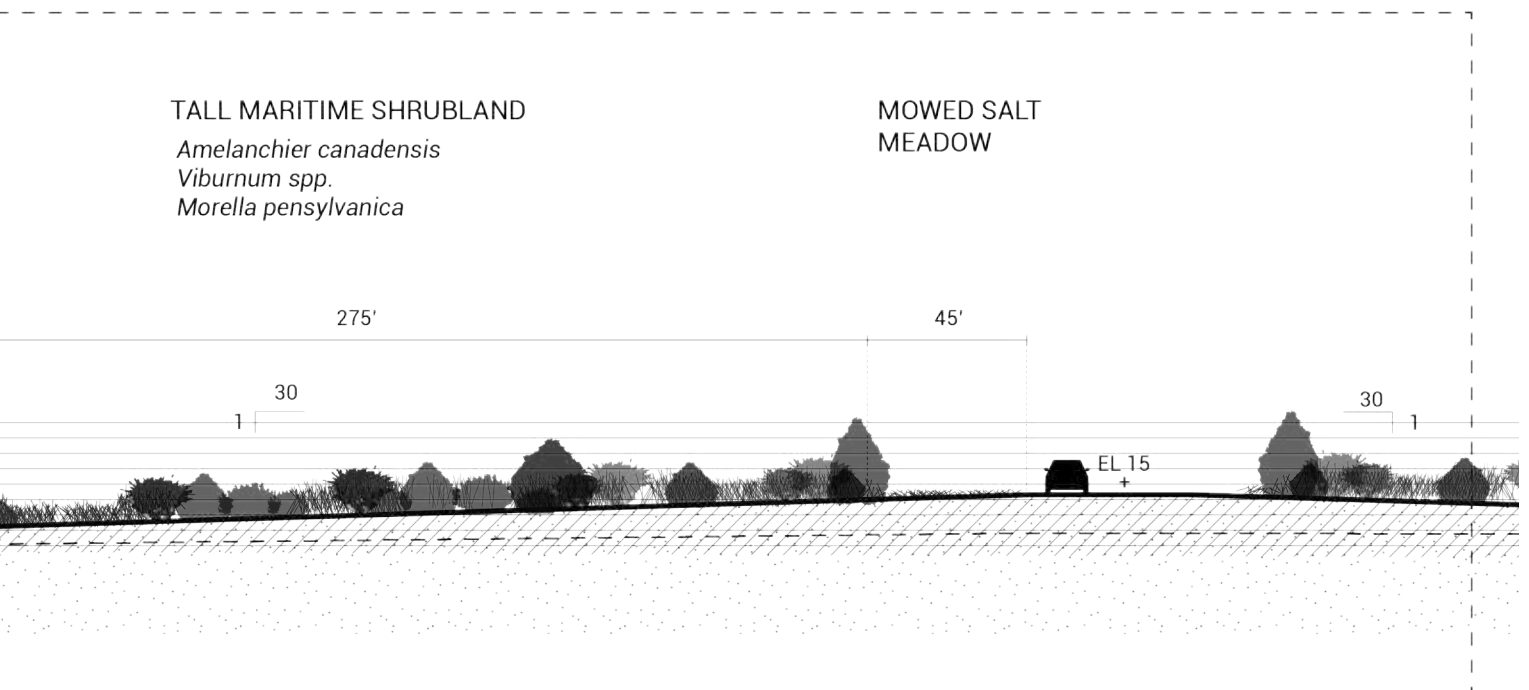 TALL MARITIME SHRUBLAND
Amelanchier canadensis
Viburnum spp.
Morella pensylvanica
MOWED SALT
MEADOW
275'
45'
30
1
30
1
EL 15
+